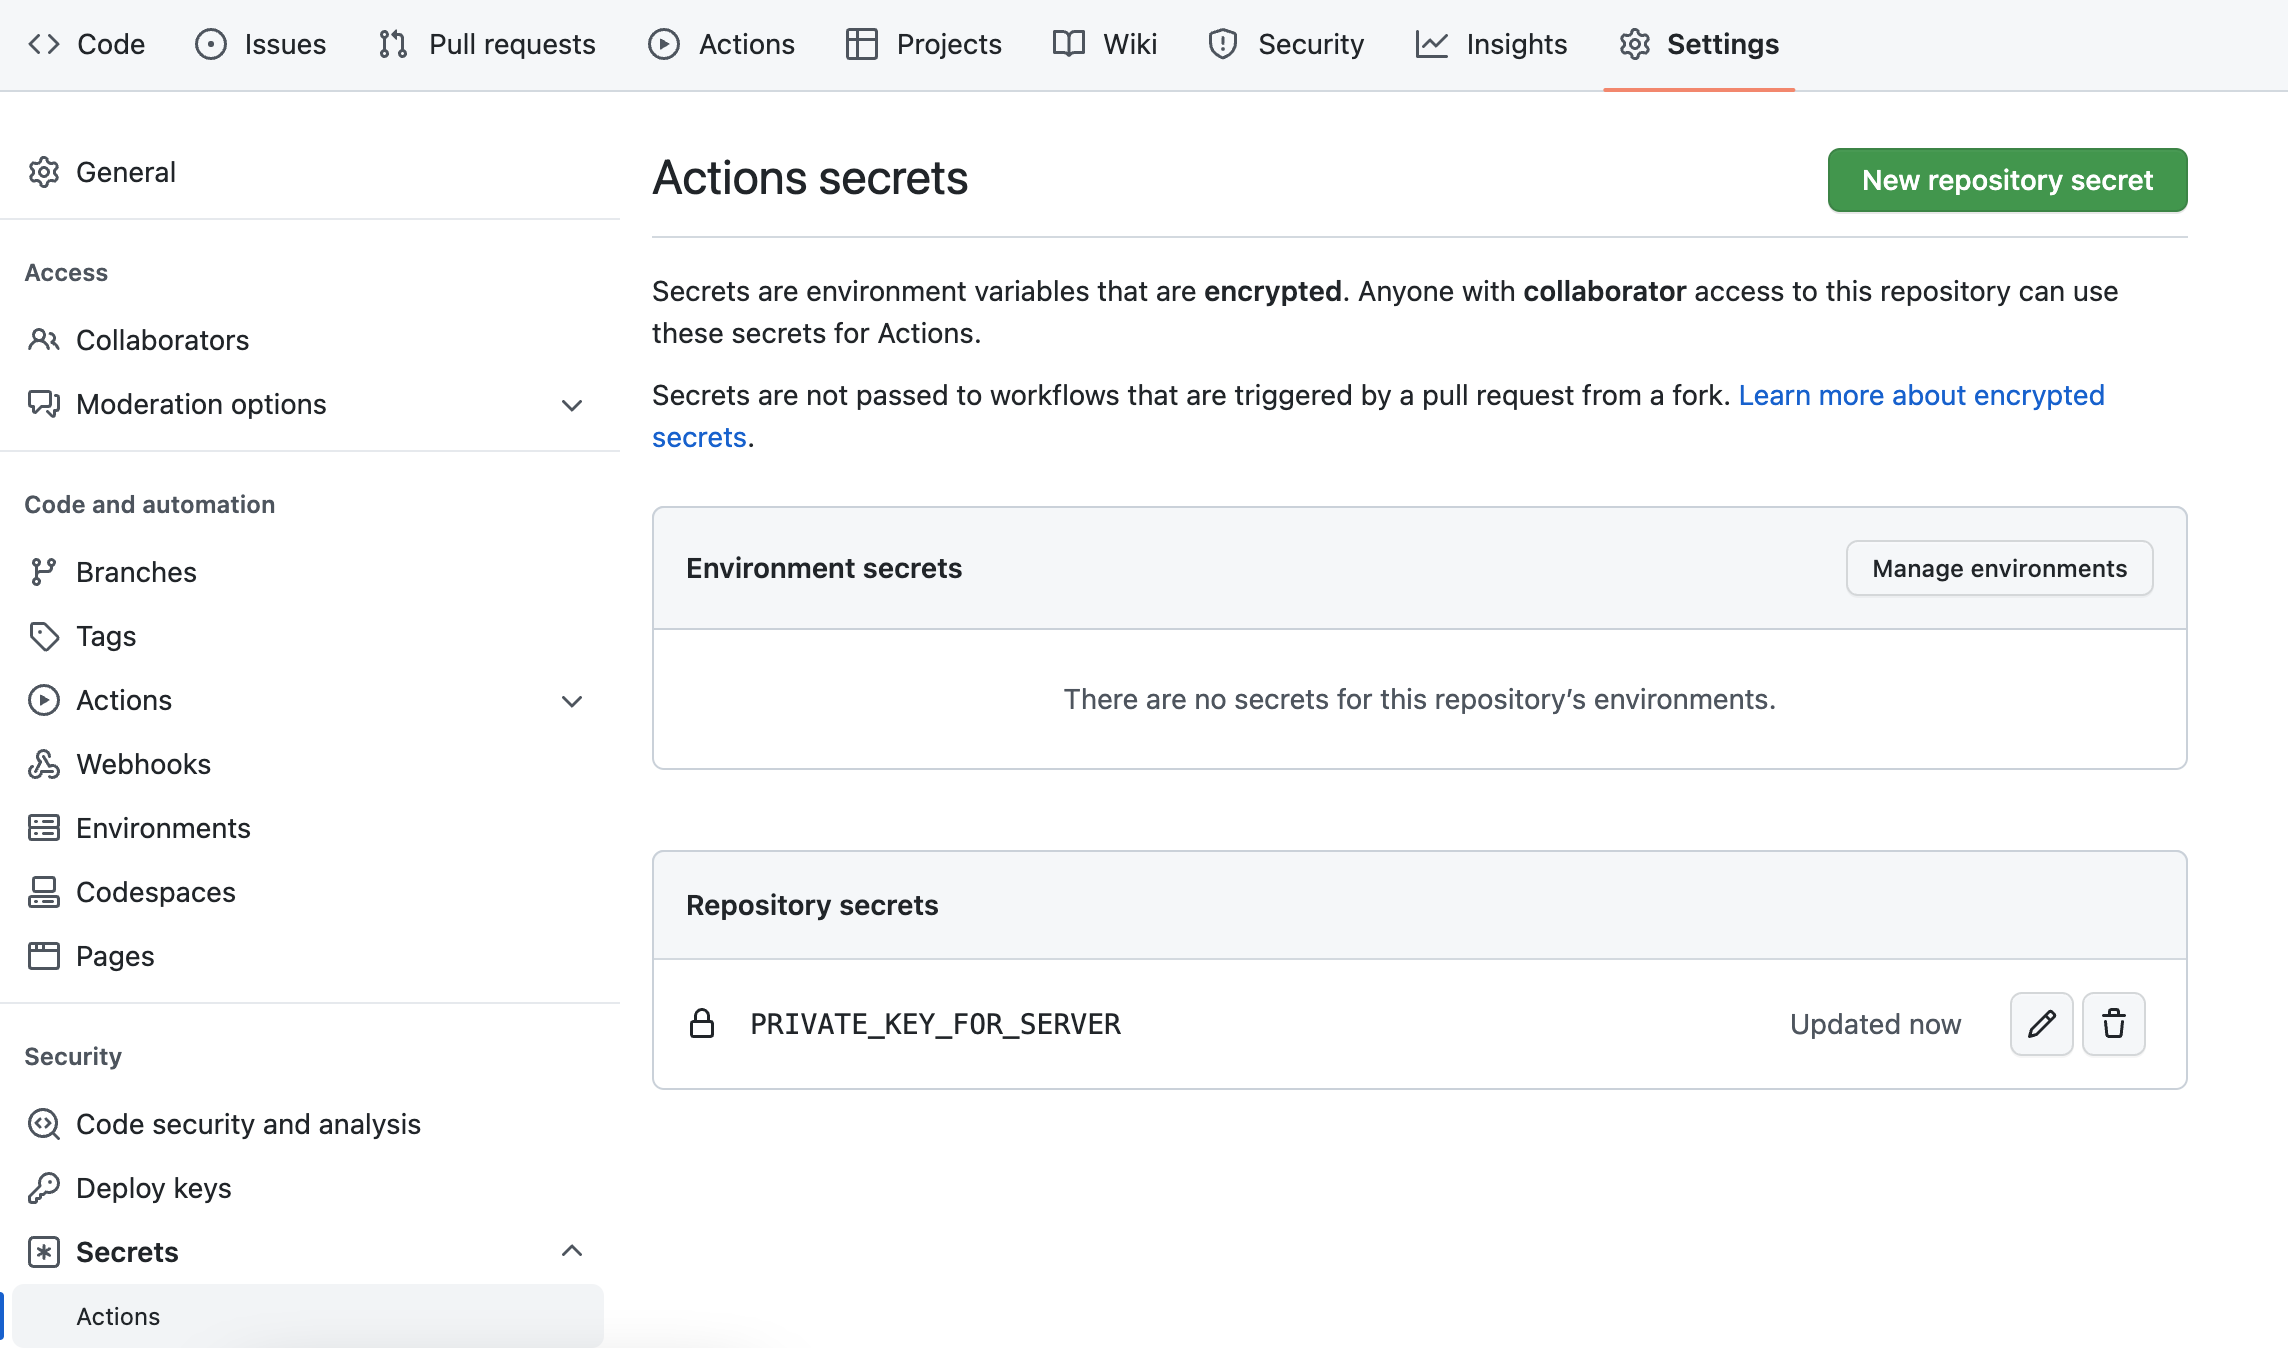 Code Issues Pull requests Actions Projects Wiki Security Insights Settings
General
Access
Collaborators
Moderation options
Code and automation
Branches
Tags
Actions
Webhooks
Environments
Codespaces
Pages
Security
Code security and analysis
Deploy keys
Secrets
Actions
Actions secrets
New repository secret
Secrets are environment variables that are encrypted. Anyone with collaborator access to this repository can use
these secrets for Actions.
Secrets are not passed to workflows that are triggered by a pull request from a fork. Learn more about encrypted
secrets.
Environment secrets
Manage environments
There are no secrets for this repository’s environments.
Repository secrets
PRIVATE_KEY_FOR_SERVER Updated now